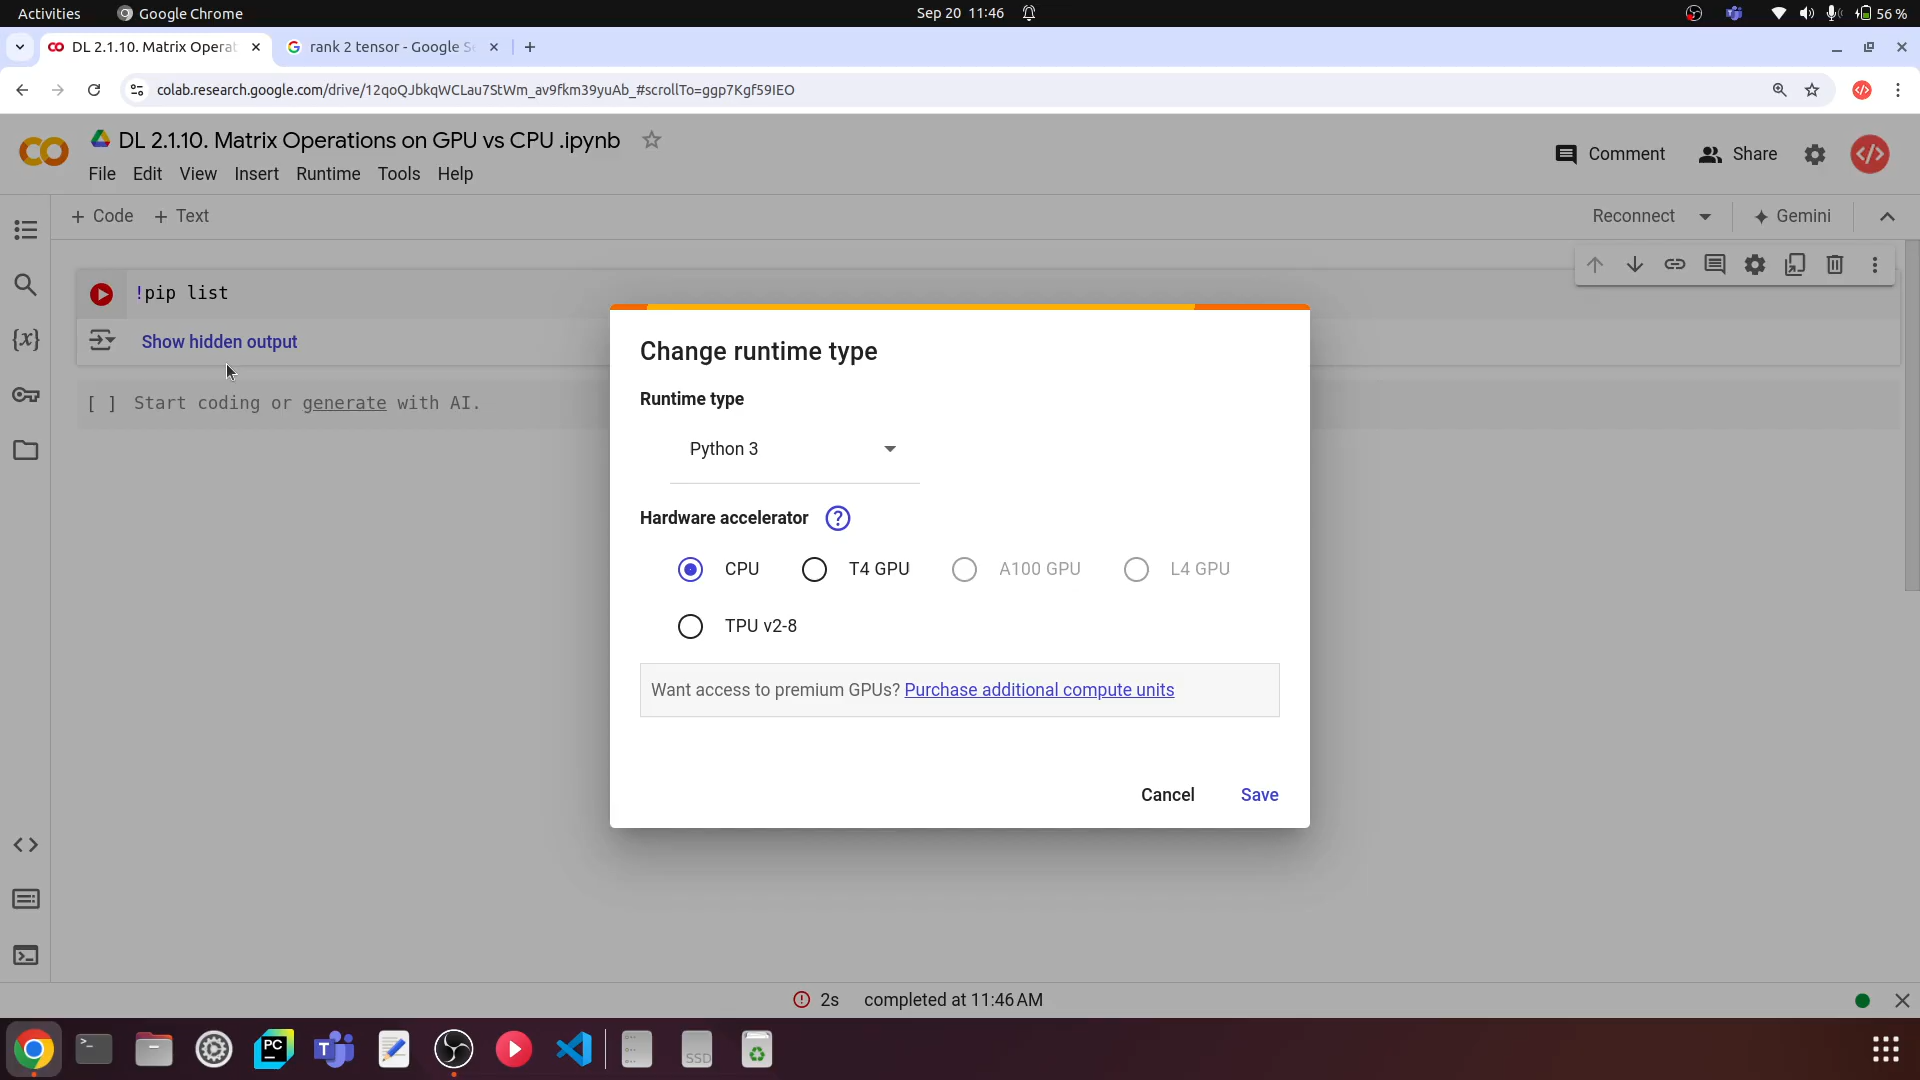 Activities
Google Chrome
Sep 20 11:46
56 %
DL 2.1.10. Matrix Operat
rank 2 tensor - Google S
colab.research.google.com/drive/12qoQJbkqWCLau7StWm_av9fkm39yuAb_#scrollTo=ggp7Kgf59IEO
DL 2.1.10. Matrix Operations on GPU vs CPU .ipynb
Comment
Share
File Edit View Insert Runtime Tools Help
+ Code + Text
Reconnect
Gemini
!pip list
Show hidden output
[ ] Start coding or generate with AI.
Change runtime type
Runtime type
Python 3
Hardware accelerator ?
CPU T4 GPU A100 GPU L4 GPU
TPU v2-8
Want access to premium GPUs? Purchase additional compute units
Cancel Save
2s completed at 11:46 AM
PC
SSD